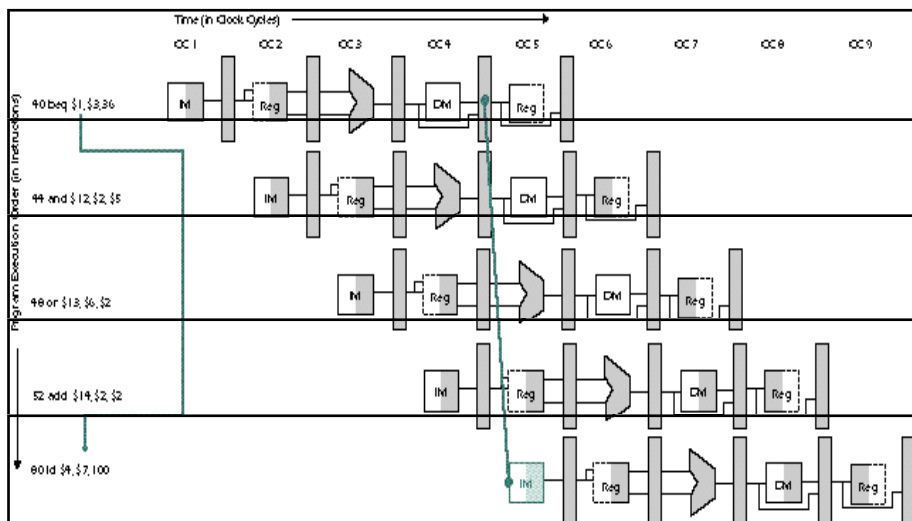 Time (in Clock Cycles)
CC 1 CC 2 CC 3 CC 4 CC 5 CC 6 CC 7 CC 8 CC 9
Program Execution Order (in Instructions)
40 beq $1, $3,36
IM Reg DM Reg
44 and $12, $2, $5
IM Reg DM Reg
48 or $13, $6, $2
IM Reg DM Reg
52 add $14, $2, $2
IM Reg DM Reg
80 ld $4, $7, 100
IM Reg DM Reg